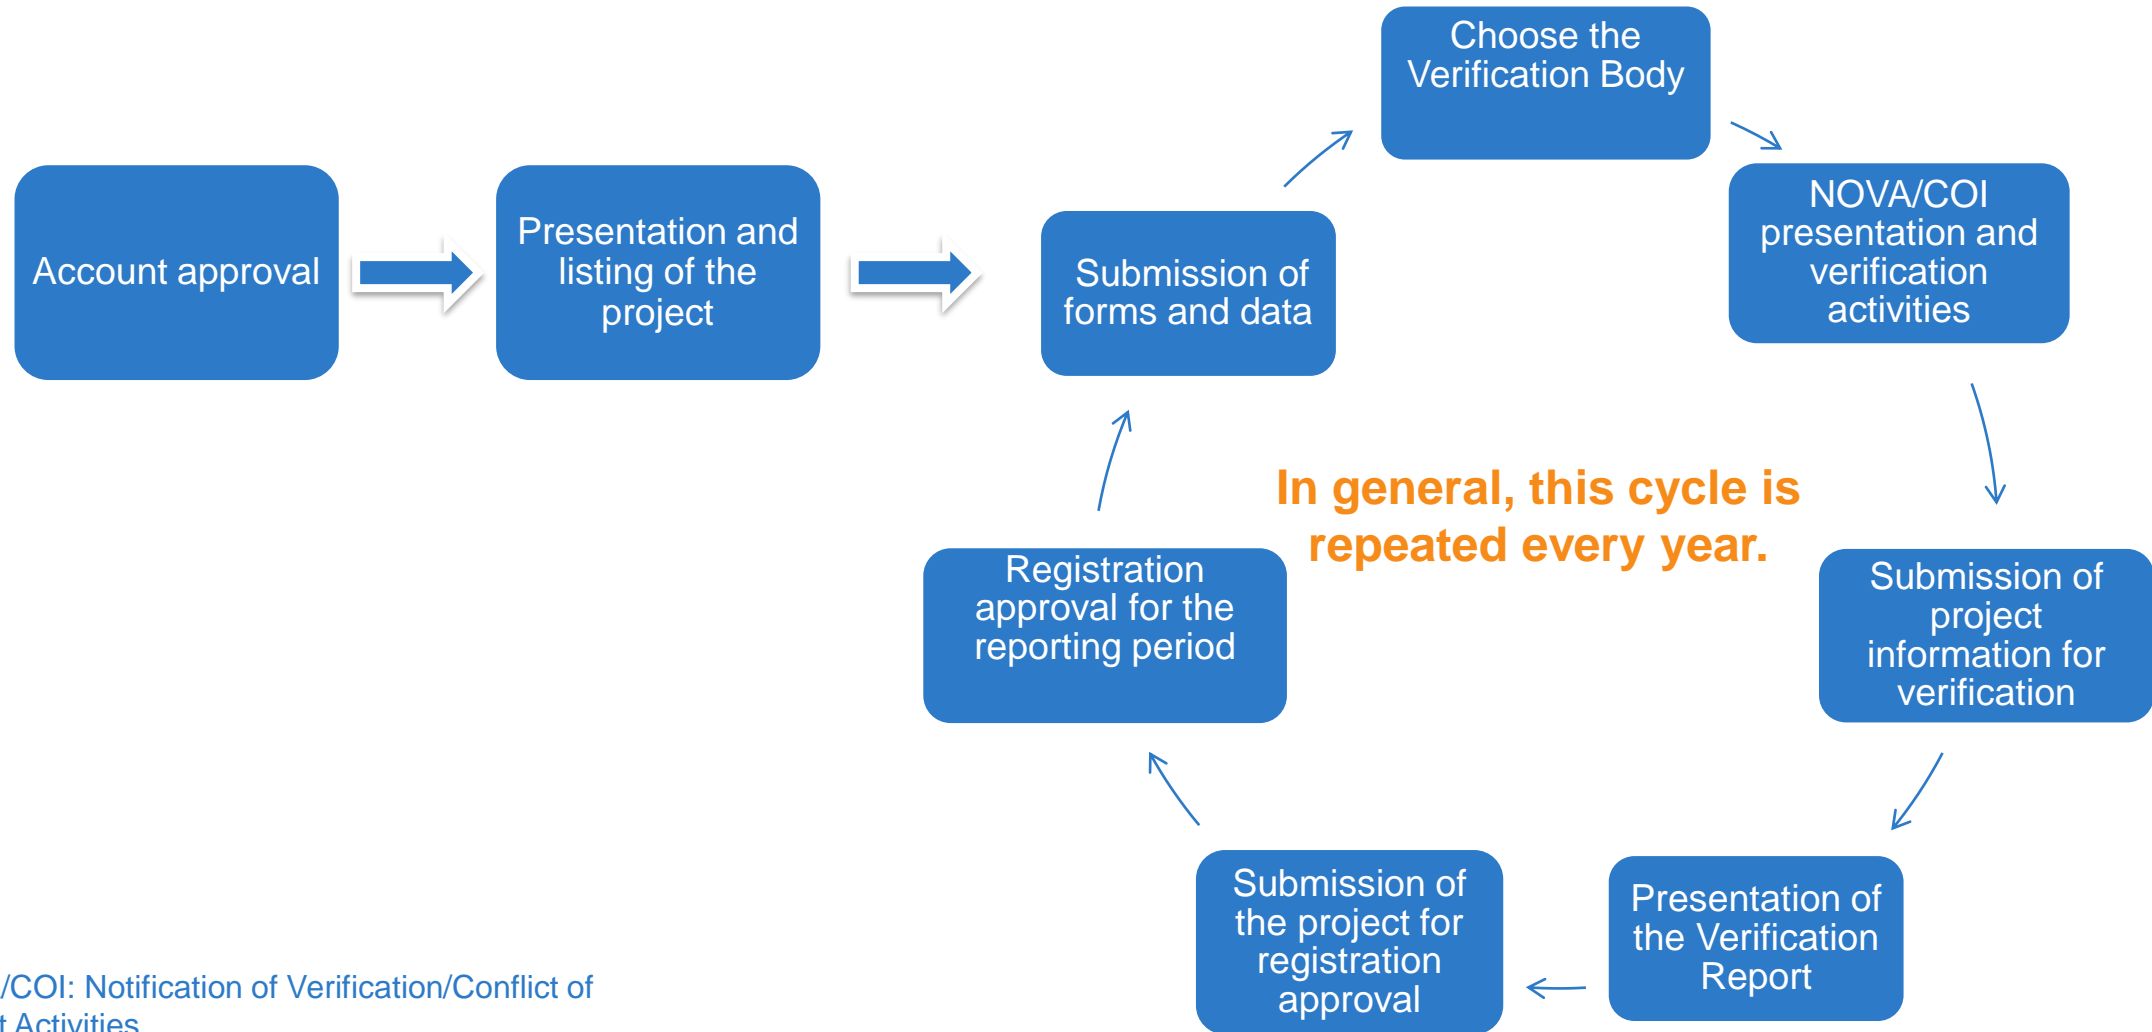 Choose the
Verification Body
Account approval
Presentation and
listing of the
project
Submission of
forms and data
NOVA/COI
presentation and
verification
activities
In general, this cycle is
repeated every year.
Registration
approval for the
reporting period
Submission of
project
information for
verification
Submission of
the project for
registration
approval
Presentation of
the Verification
Report
/COI: Notification of Verification/Conflict of
Activities